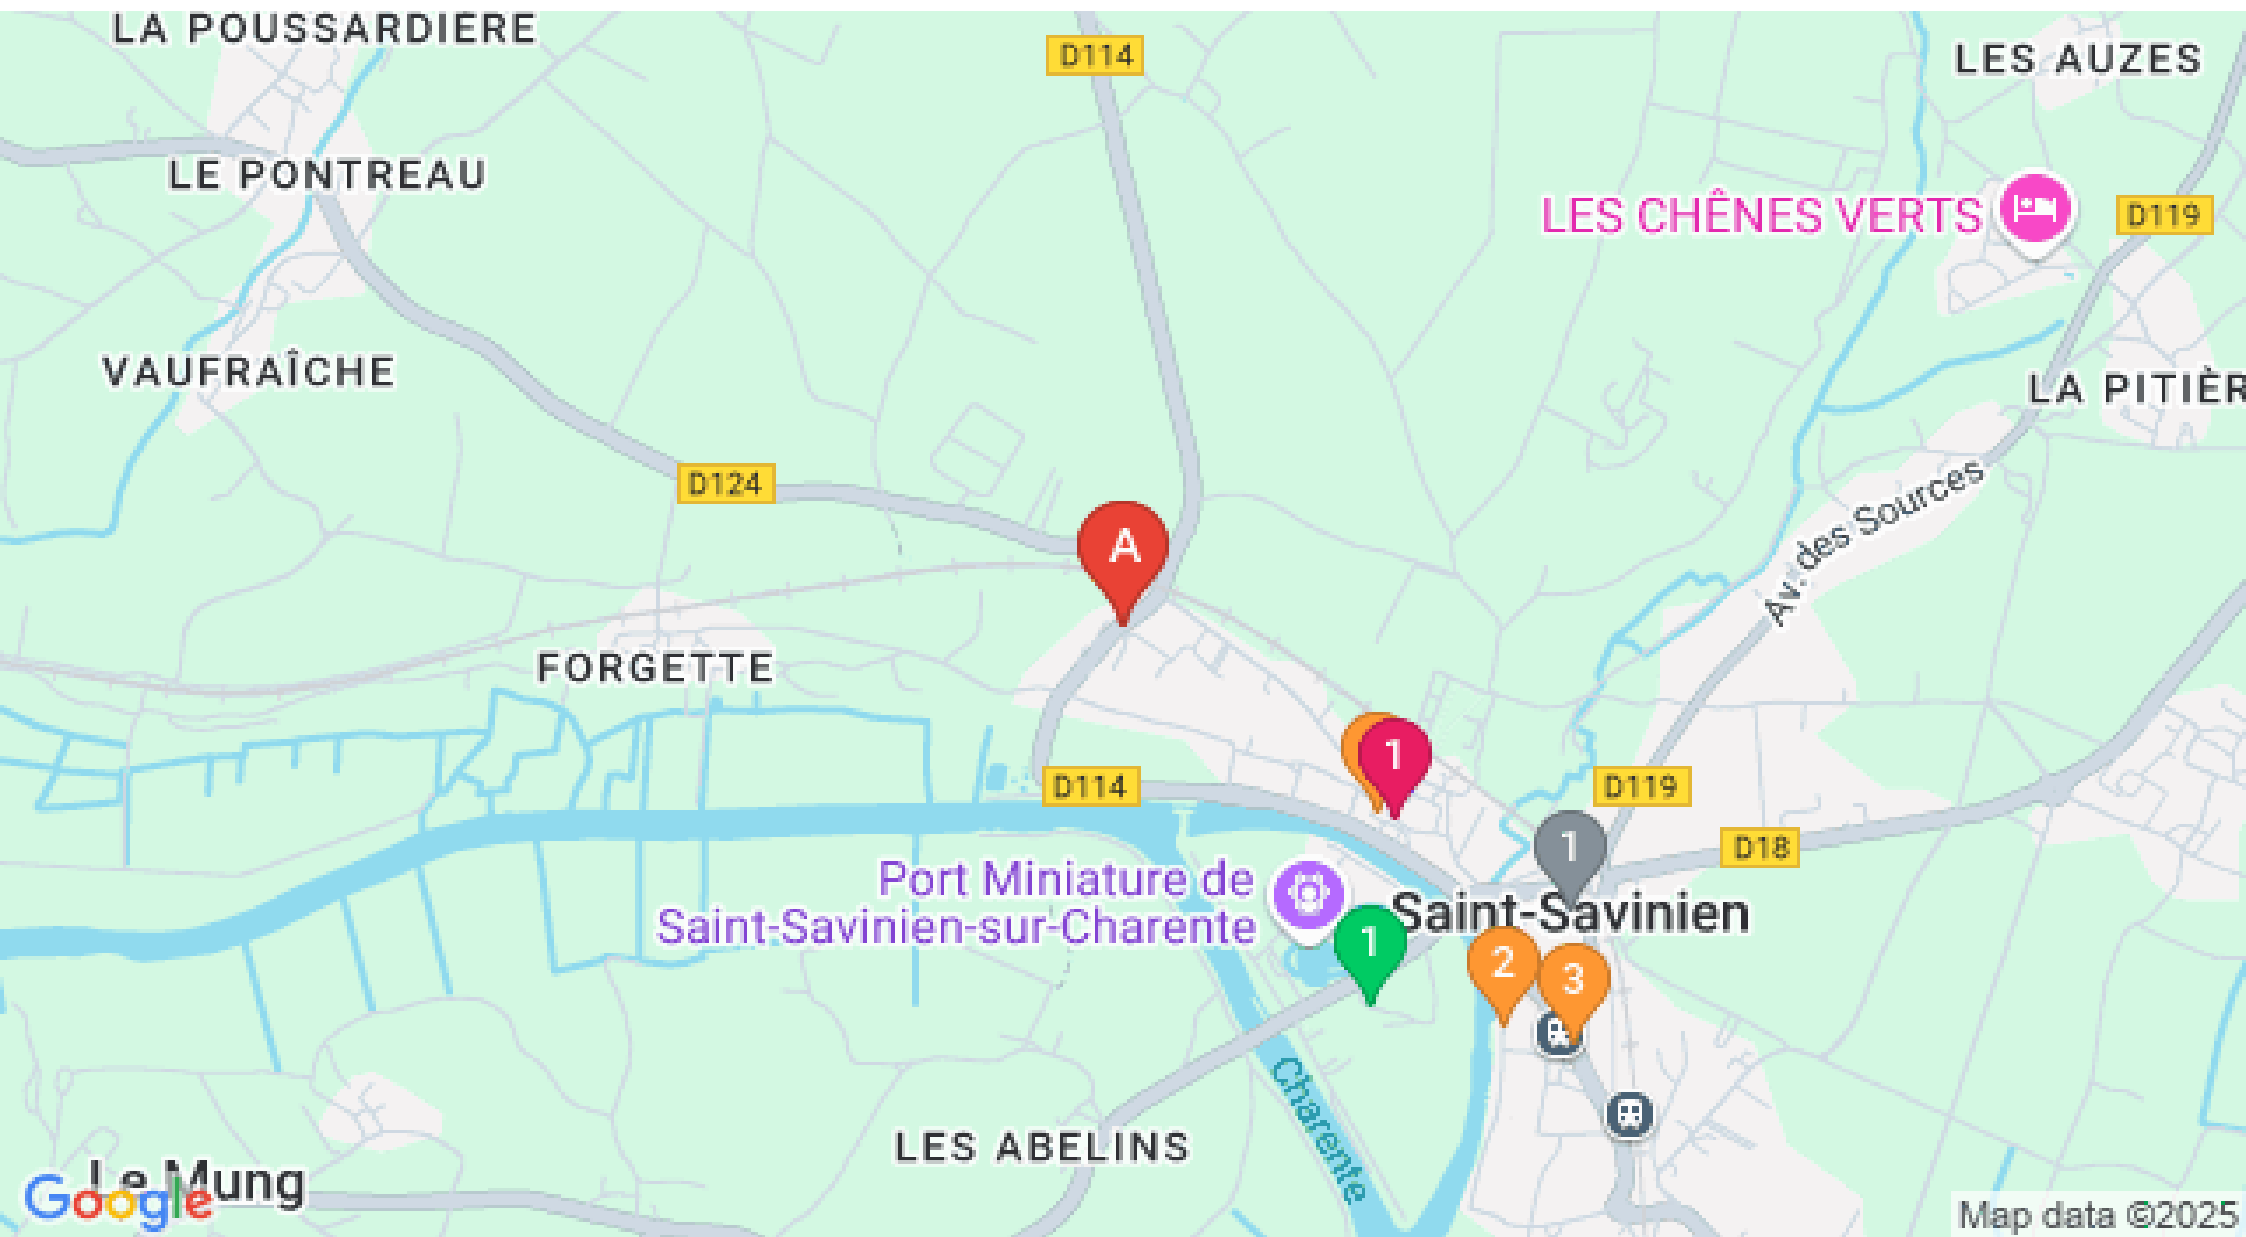 LA POUSSARDIÈRE
D114
LES AUZES
LE PONTREAU
LES CHÊNES VERTS
D119
VAUFRAÎCHE
LA PITIÈR
D124
A
Av. des Sources
FORGETTE
1
D114
D119
1
D18
Port Miniature de
Saint-Savinien-sur-Charente
1
Saint-Savinien
2
3
Charente
LES ABELINS
Le Mung
Google
Map data ©2025